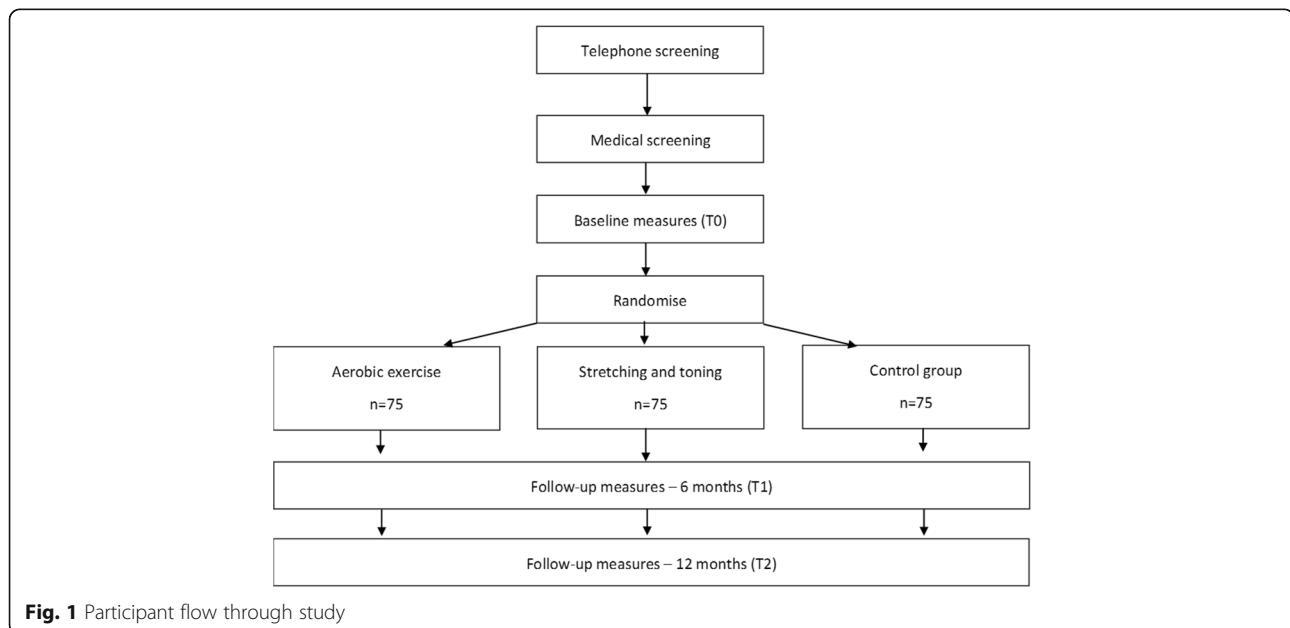 Telephone screening
Medical screening
Baseline measures (T0)
Randomise
Aerobic exercise
n=75
Stretching and toning
n=75
Control group
n=75
Follow-up measures – 6 months (T1)
Follow-up measures – 12 months (T2)
Fig. 1 Participant flow through study